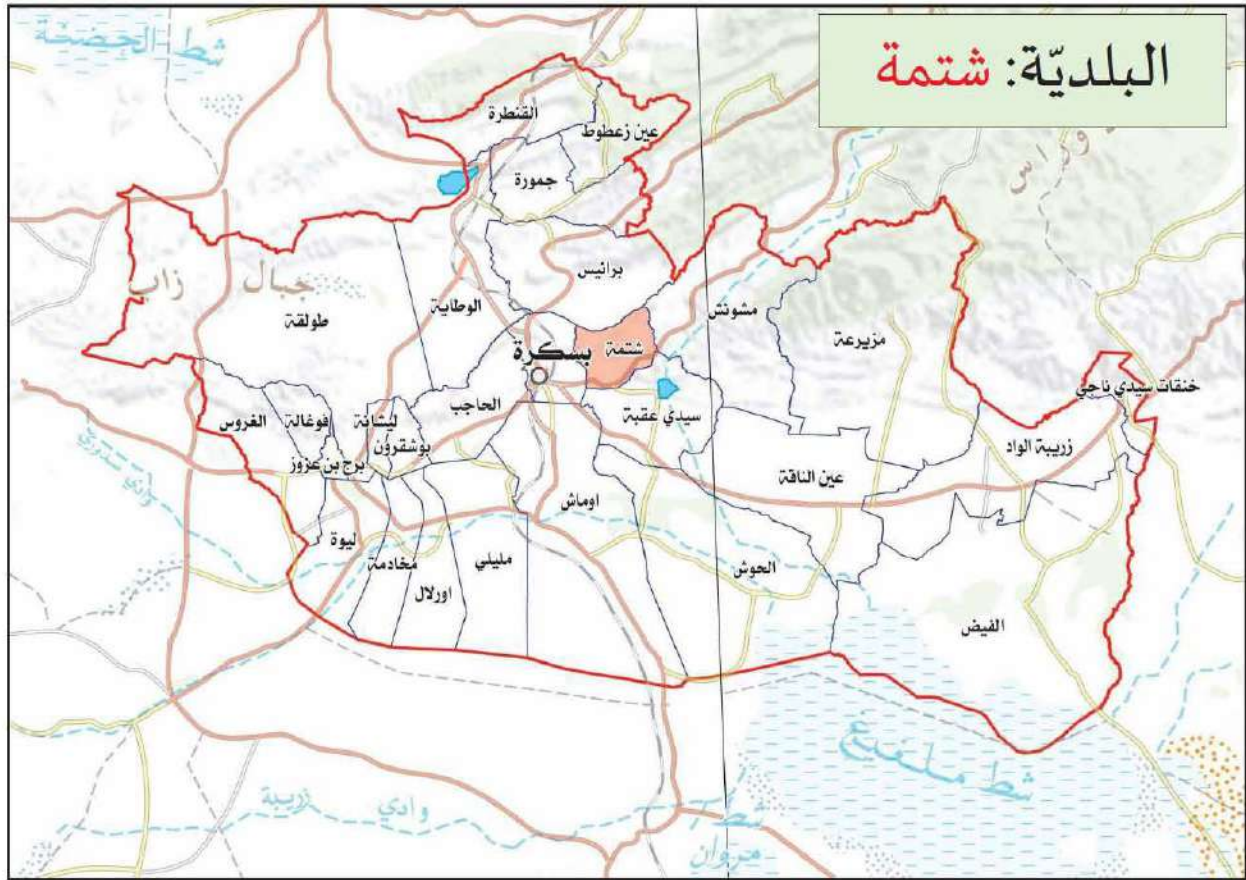 البلديّة: شتمة
شط الحضنة
القنطرة
عين زعطوط
جمورة
برانيس
جبال زاب
طولقة
الوطاية
مشونش
مزيرعة
شتمة
بسكرة
خنقات سيدي ناجي
الحاجب
سيدي عقبة
ليشانة
فوغالة
الغروس
بوشقرون
برج بن عزوز
زريبة الواد
عين الناقة
اوماش
ليوة
مخادمة
اورلال
مليلي
الحوش
الفيض
شط ملغيغ
وادي زريبة
شط
مروان